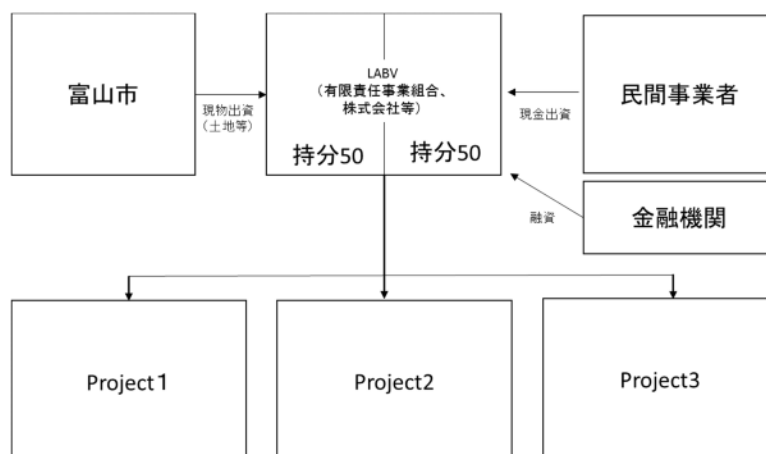 富山市
現物出資
（土地等）
LABV
（有限責任事業組合、
株式会社等）
持分50
持分50
現金出資
民間事業者
融資
金融機関
Project１
Project2
Project3